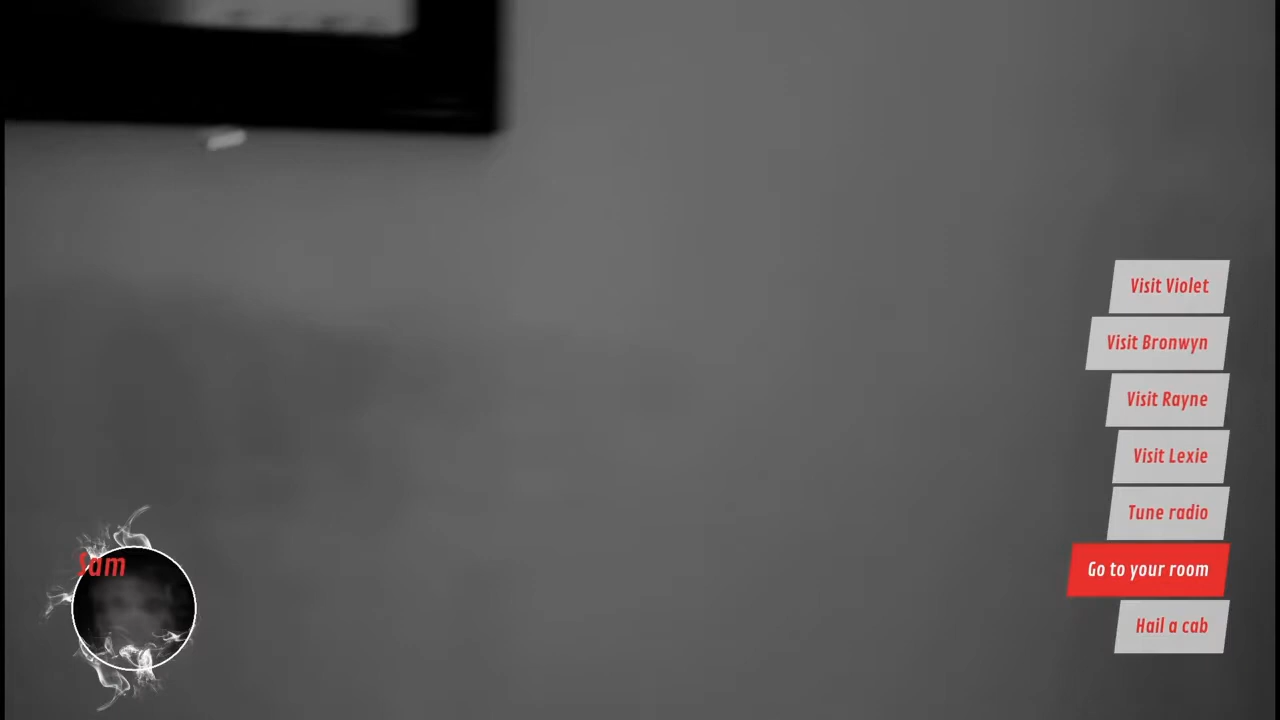 Visit Violet
Visit Bronwyn
Visit Rayne
Visit Lexie
Tune radio
Sam
Go to your room
Hail a cab